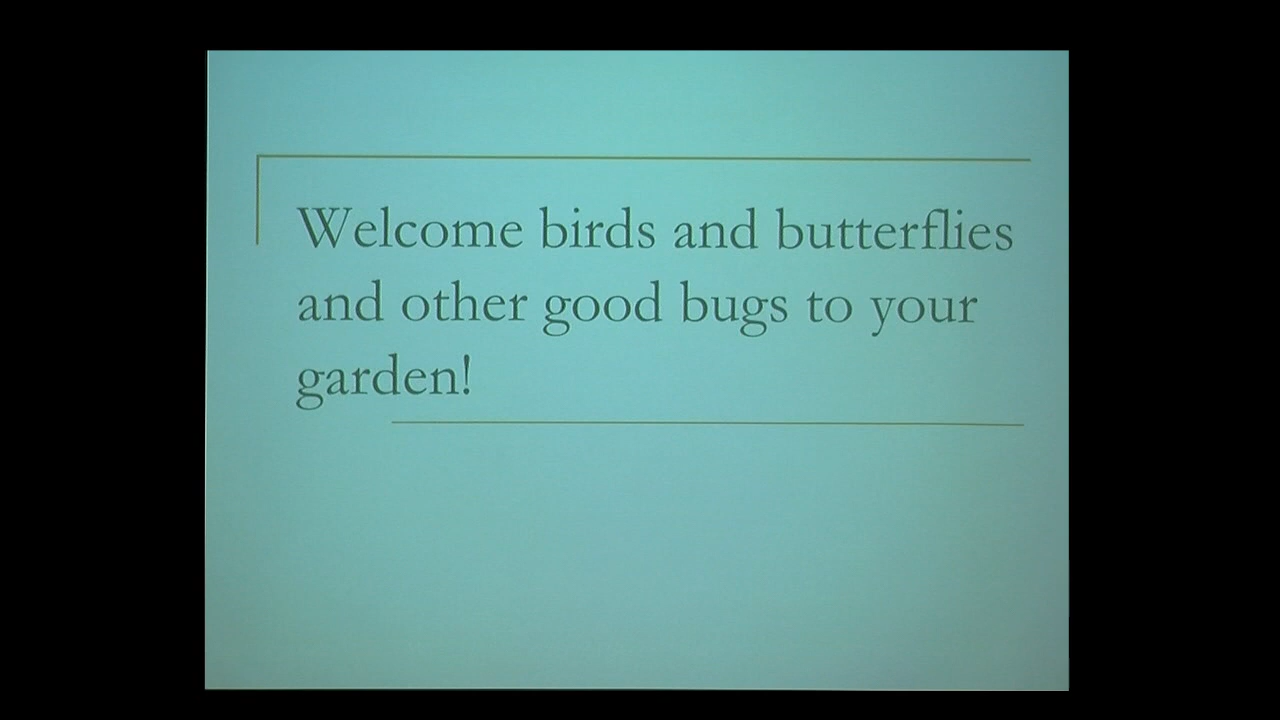 Welcome birds and butterflies
and other good bugs to your
garden!